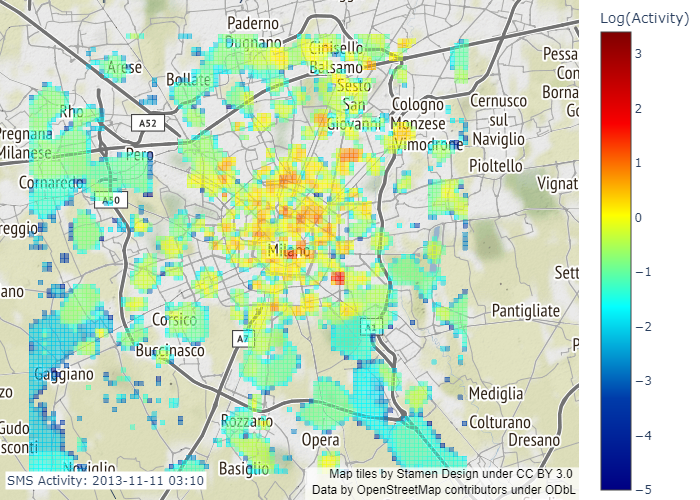 Log(Activity)
3
2
1
0
−1
−2
−3
−4
−5
Paderno
Dugnano
Cinisello
Balsamo
Arese
Bollate
Sesto
San
Giovanni
Rho
A52
Cologno
Monzese
Cernusco
sul
Naviglio
Pessa
Con
Borna
Go
Pregnana
Milanese
Pero
Vimodrone
Pioltello
Cornaredo
A50
Vignat
reggio
Milano
Sett
ano
Corsico
A7
A1
Pantigliate
Buccinasco
P
Gaggiano
zo
Mediglia
Gudo
sconti
Rozzano
Opera
Colturano
Dresano
Noviglio
Basiglio
SMS Activity: 2013-11-11 03:10
Map tiles by Stamen Design under CC BY 3.0
Data by OpenStreetMap contributors under ODbL